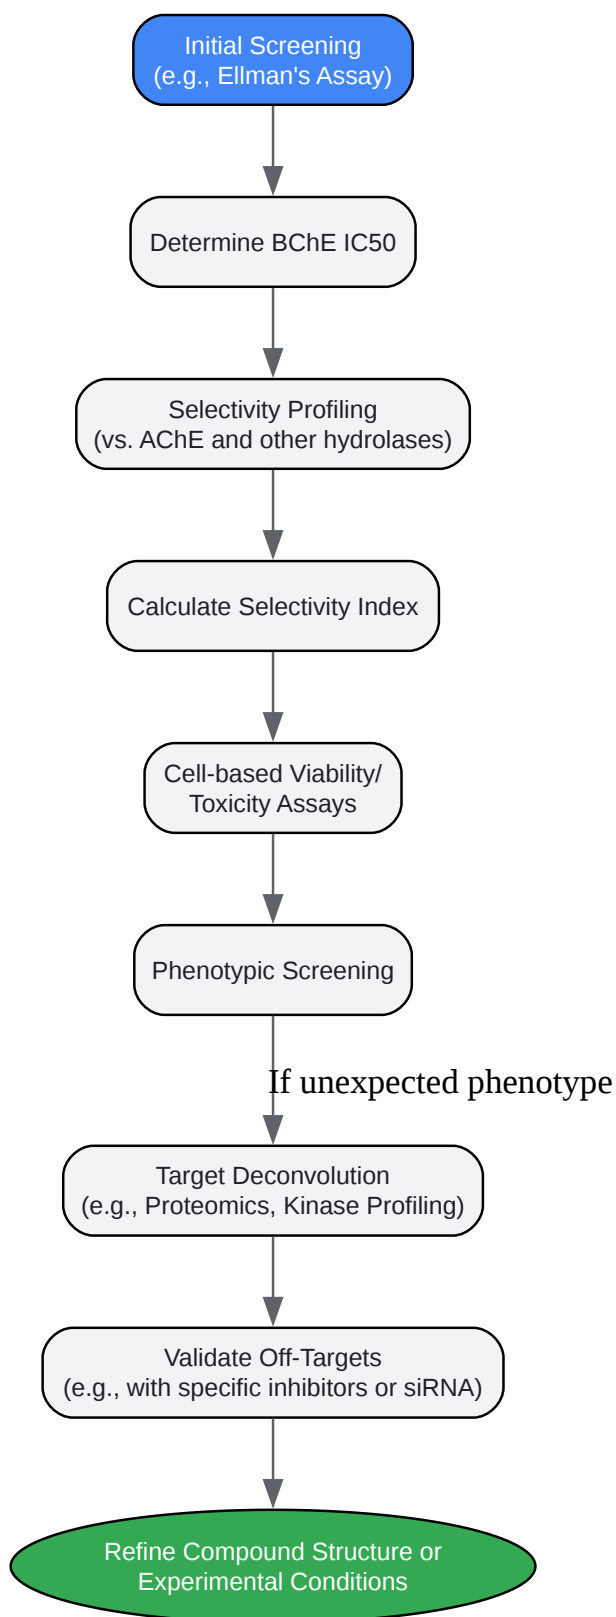 Initial Screening
(e.g., Ellman's Assay)
Determine BChE IC50
Selectivity Profiling
(vs. AChE and other hydrolases)
Calculate Selectivity Index
Cell-based Viability/
Toxicity Assays
Phenotypic Screening
If unexpected phenotype
Target Deconvolution
(e.g., Proteomics, Kinase Profiling)
Validate Off-Targets
(e.g., with specific inhibitors or siRNA)
Refine Compound Structure or
Experimental Conditions